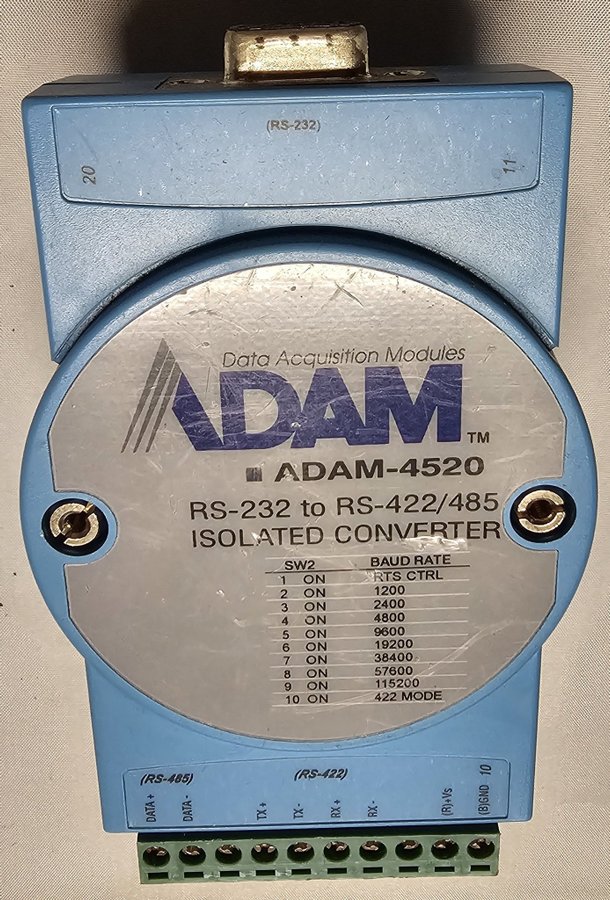 (RS-232)
20 11
Data Acquisition Modules
ADAM TM
ADAM-4520
RS-232 to RS-422/485
ISOLATED CONVERTER
SW2 BAUD RATE
1 ON RTS CTRL
2 ON 1200
3 ON 2400
4 ON 4800
5 ON 9600
6 ON 19200
7 ON 38400
8 ON 57600
9 ON 115200
10 ON 422 MODE
(RS-485) (RS-422) 10
DATA + DATA - TX + TX - RX + RX - (R)+Vs (B)GND